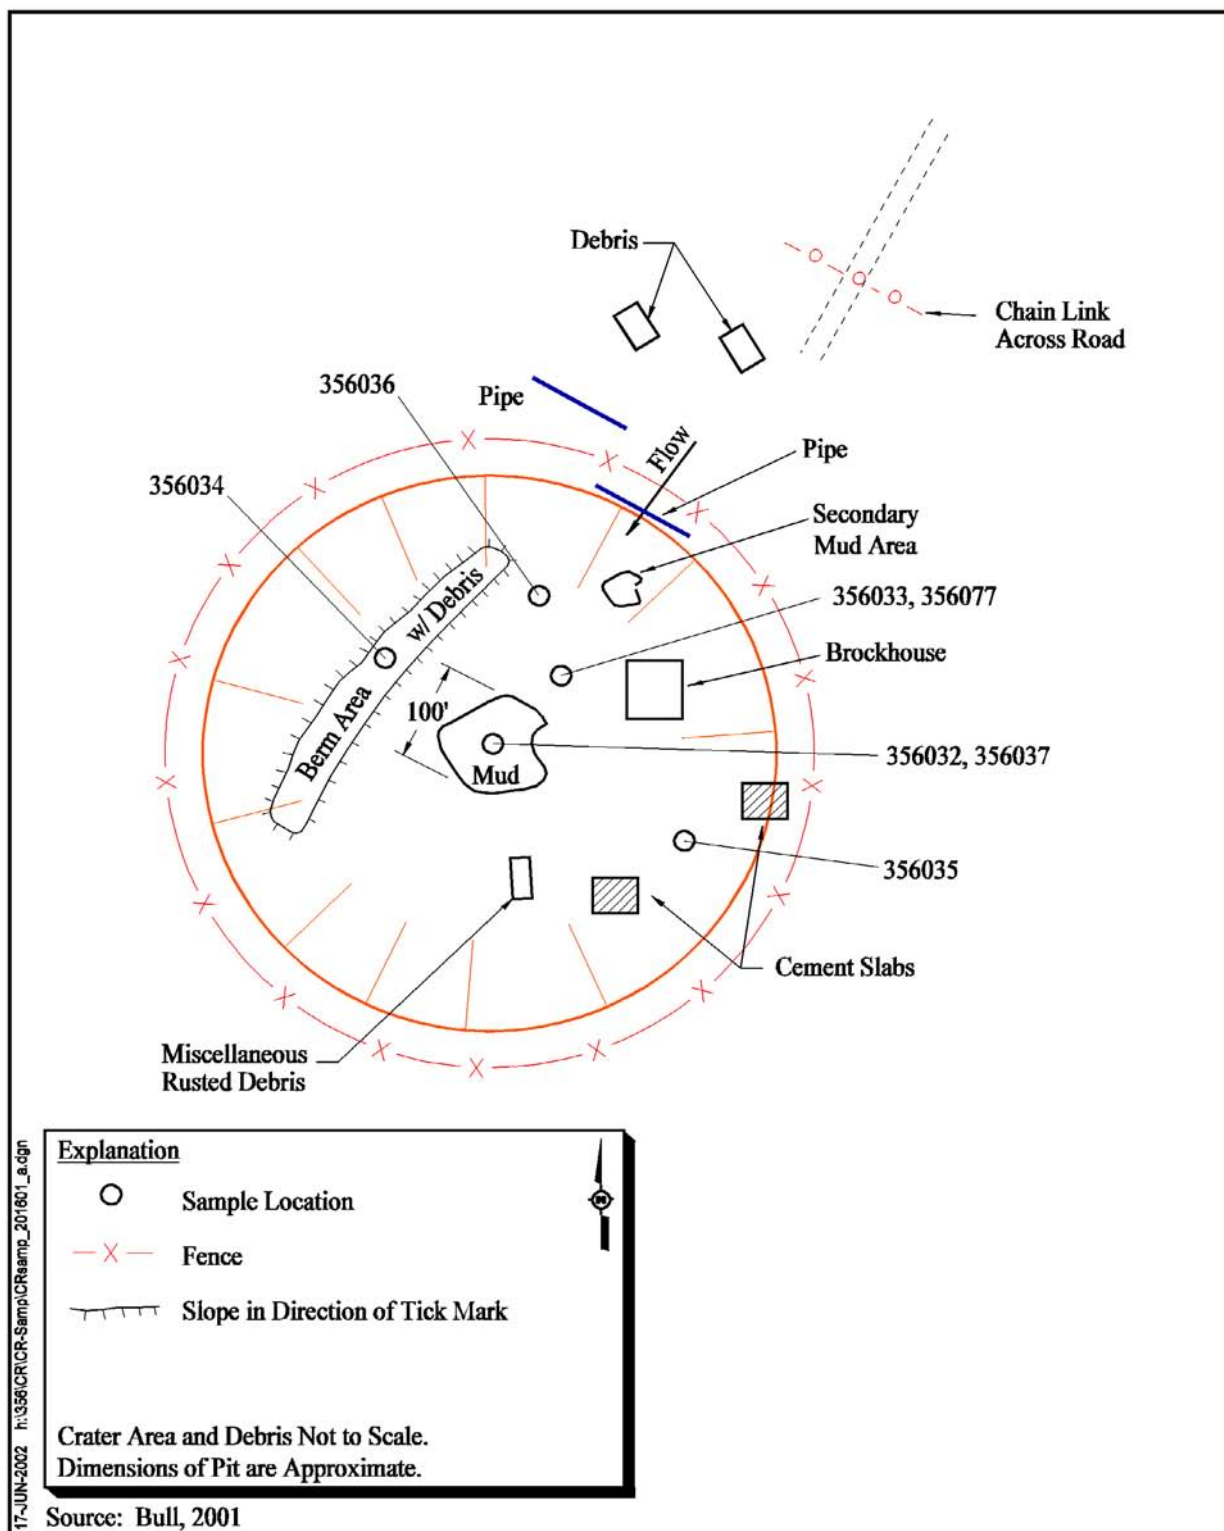 Debris
Chain Link
Across Road
356036
Pipe
Flow
Pipe
356034
Secondary
Mud Area
w/ Debris
356033, 356077
Brockhouse
Berm Area
100'
356032, 356037
Mud
356035
Cement Slabs
Miscellaneous
Rusted Debris
Explanation
Sample Location
X
Fence
Slope in Direction of Tick Mark
Crater Area and Debris Not to Scale.
Dimensions of Pit are Approximate.
Source: Bull, 2001
17-JUN-2002 h:\356\CR\CR-Samp\CRsamp_201601_a.dgn